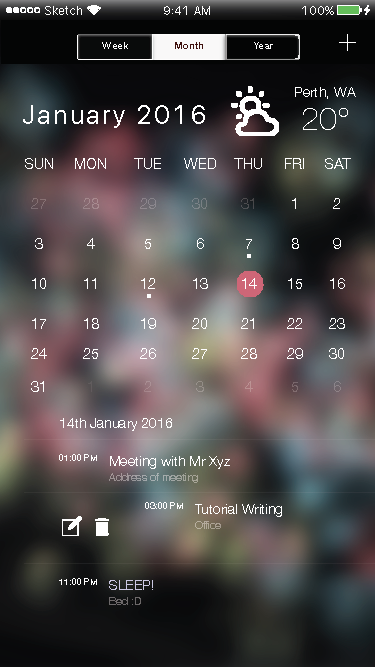 Sketch 9:41 AM 100%
Week Month Year
Perth, WA
January 2016 20°
SUN MON TUE WED THU FRI SAT
27 28 29 30 31 1 2
3 4 5 6 7 8 9
10 11 12 13 14 15 16
17 18 19 20 21 22 23
24 25 26 27 28 29 30
31 1 2 3 4 5 6
14th January 2016
01:00 PM Meeting with Mr Xyz
Address of meeting
03:00 PM Tutorial Writing
Office
11:00 PM SLEEP!
Bed :D